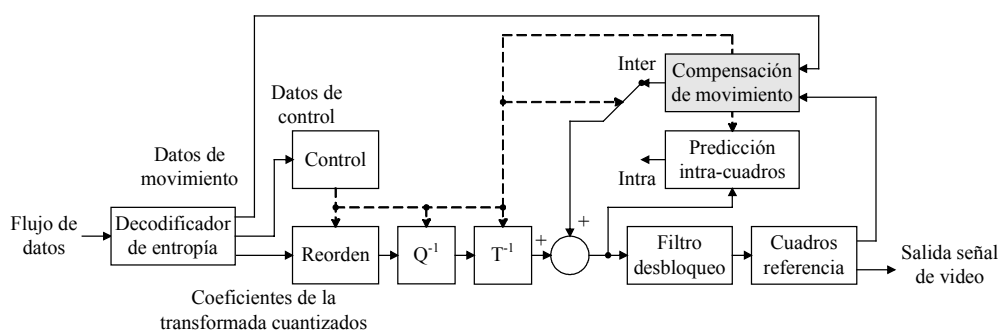 Inter
Compensación
de movimiento
Datos de
control
Datos de
movimiento
Control
Predicción
intra-cuadros
Intra
Flujo de
datos
Decodificador
de entropía
Reorden
Q-1
T-1
+
+
Filtro
desbloqueo
Cuadros
referencia
Salida señal
de video
Coeficientes de la
transformada cuantizados